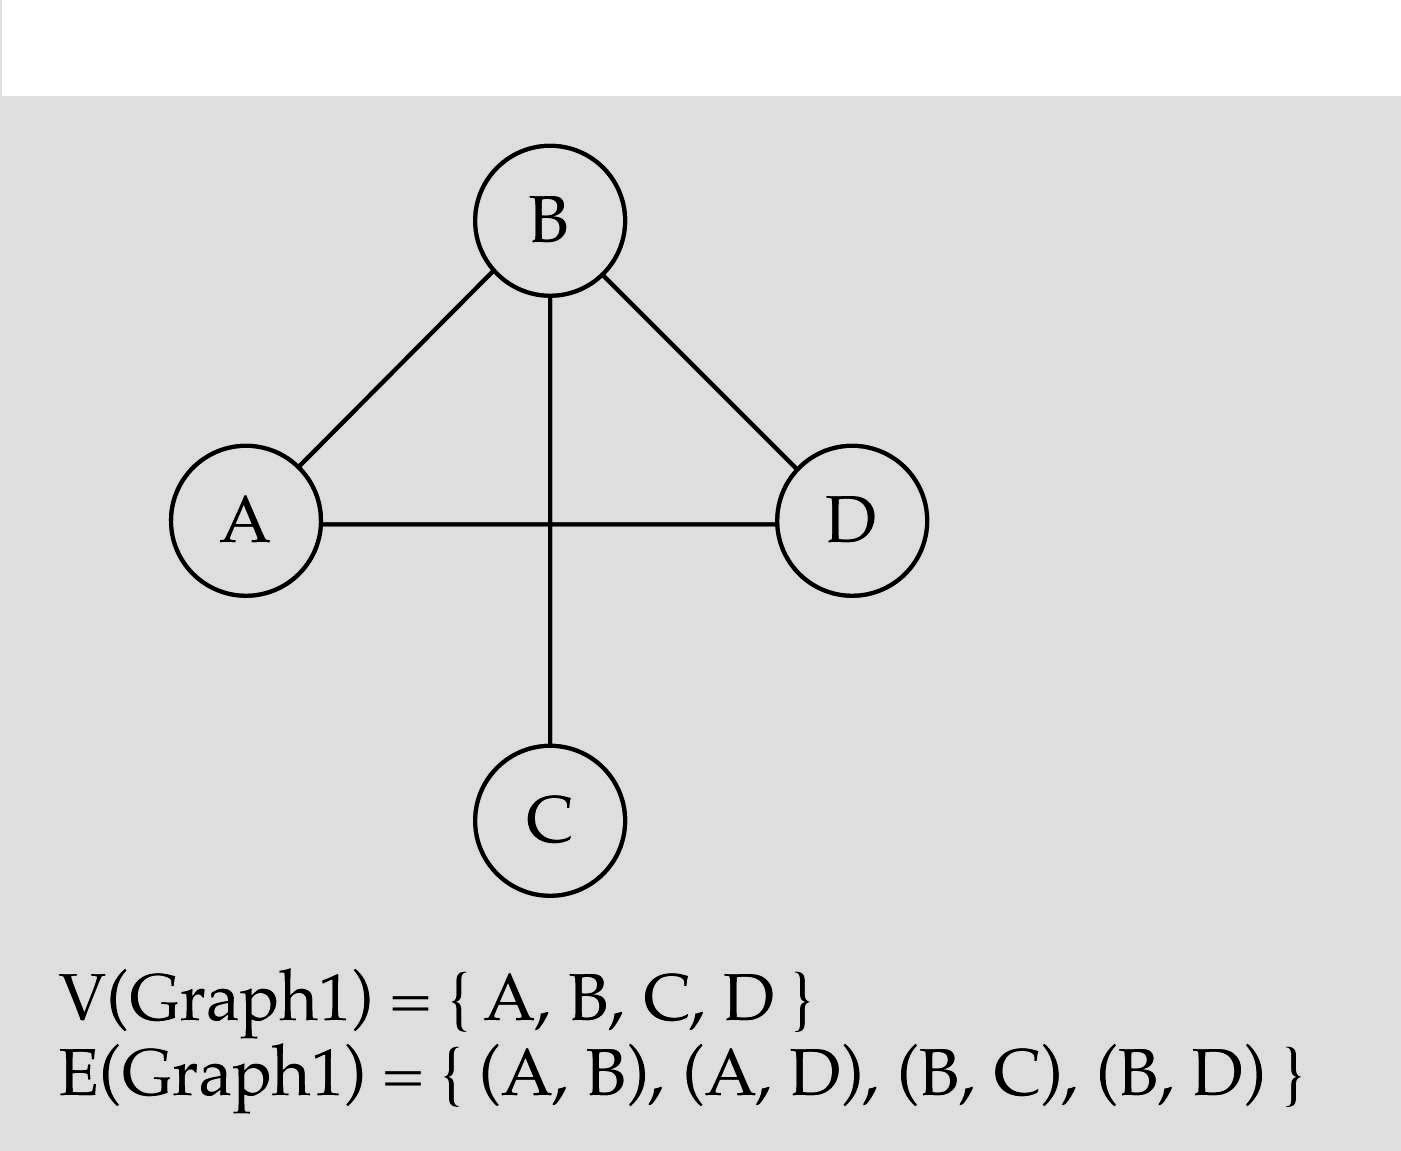 B
A
D
C
V(Graph1) = { A, B, C, D }
E(Graph1) = { (A, B), (A, D), (B, C), (B, D) }